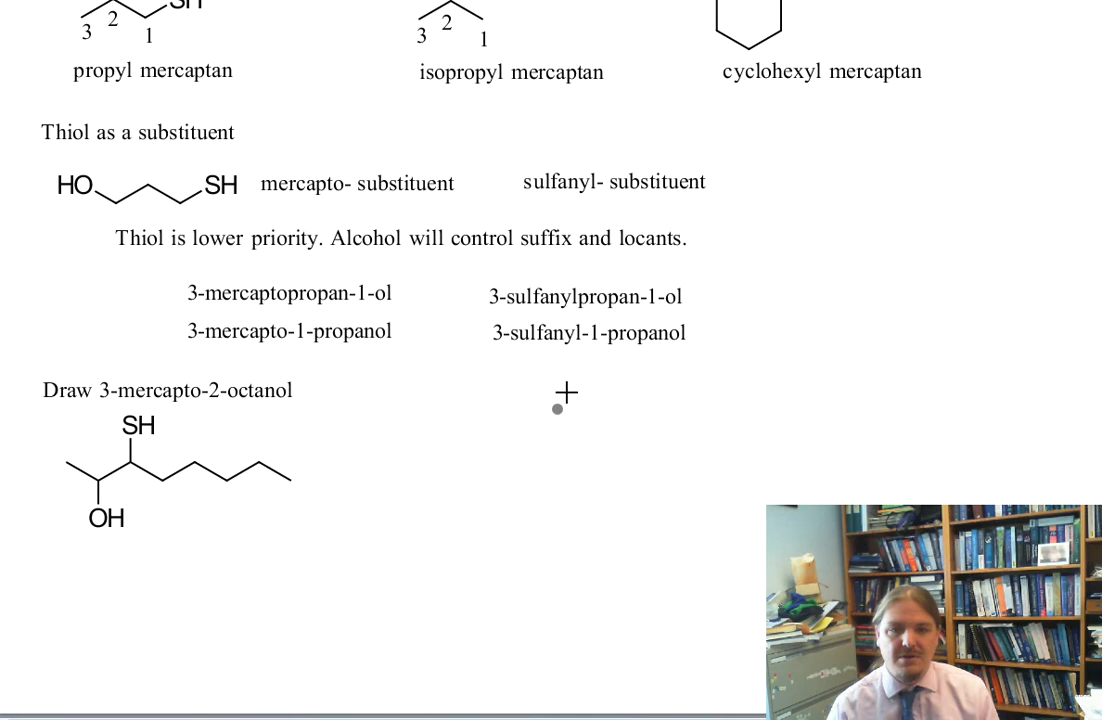 SH
3 2 1
3 2 1
propyl mercaptan isopropyl mercaptan cyclohexyl mercaptan
Thiol as a substituent
HO SH mercapto- substituent sulfanyl- substituent
Thiol is lower priority. Alcohol will control suffix and locants.
3-mercaptopropan-1-ol 3-sulfanylpropan-1-ol
3-mercapto-1-propanol 3-sulfanyl-1-propanol
Draw 3-mercapto-2-octanol
SH
OH